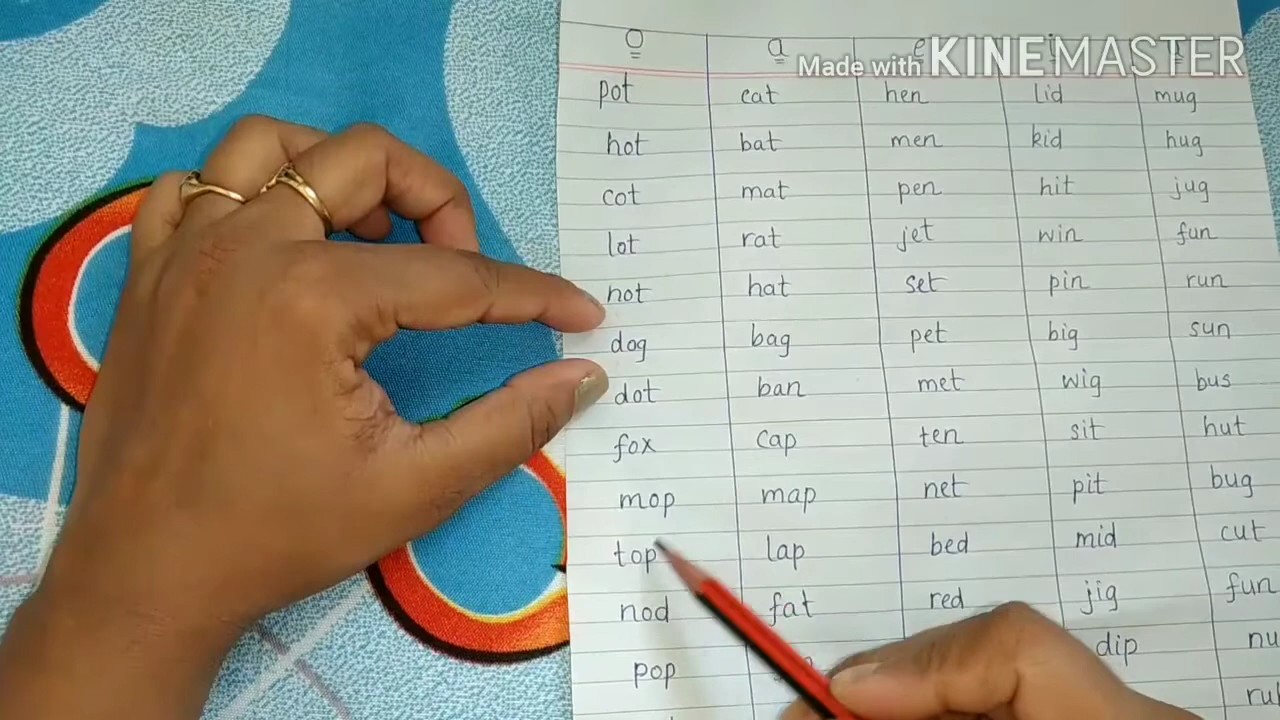 Made with KINEMASTER
o a e
pot cat hen lid mug
hot bat men kid hug
cot mat pen hit jug
lot rat jet win fun
not hat set pin run
dog bag pet big sun
dot ban met wig bus
fox cap ten sit hut
mop map net pit bug
top lap bed mid cut
nod fat red jig fun
pop dip